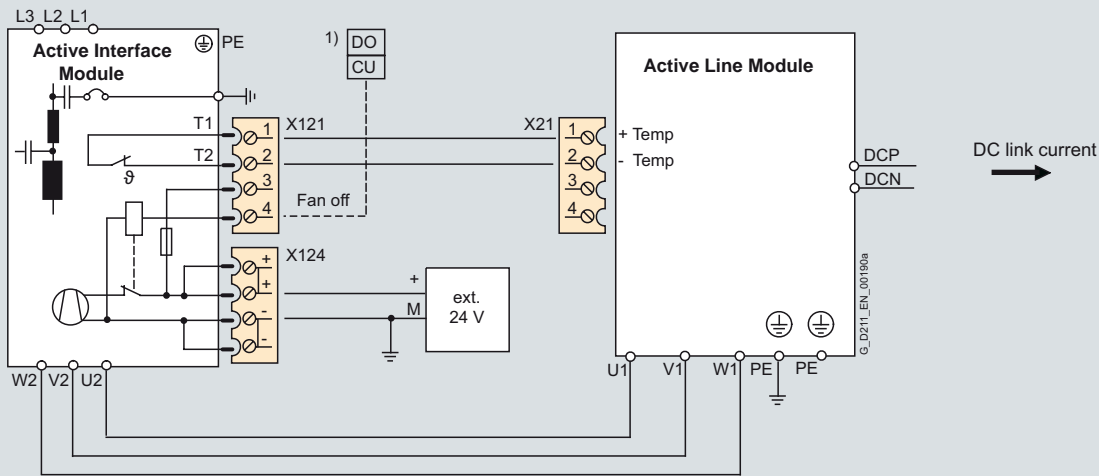 L3 L2 L1
Active Interface
Module
PE
1) DO
CU
Active Line Module
T1
T2
ϑ
X121
1
2
3
4
Fan off
X21
1
2
3
4
+ Temp
- Temp
DCP
DCN
DC link current
X124
+
+
-
-
+
M
ext.
24 V
G_D211_EN_00190a
W2 V2 U2
U1 V1 W1 PE PE